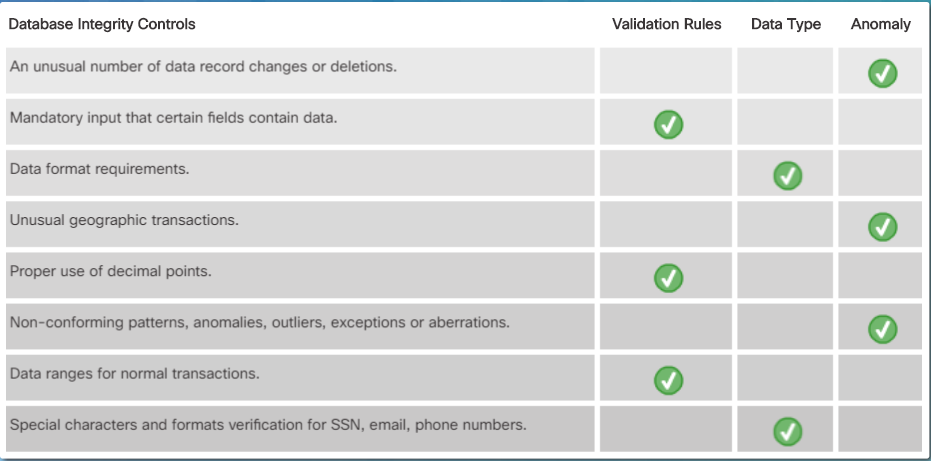 Database Integrity Controls Validation Rules Data Type Anomaly
An unusual number of data record changes or deletions.
Mandatory input that certain fields contain data.
Data format requirements.
Unusual geographic transactions.
Proper use of decimal points.
Non-conforming patterns, anomalies, outliers, exceptions or aberrations.
Data ranges for normal transactions.
Special characters and formats verification for SSN, email, phone numbers.